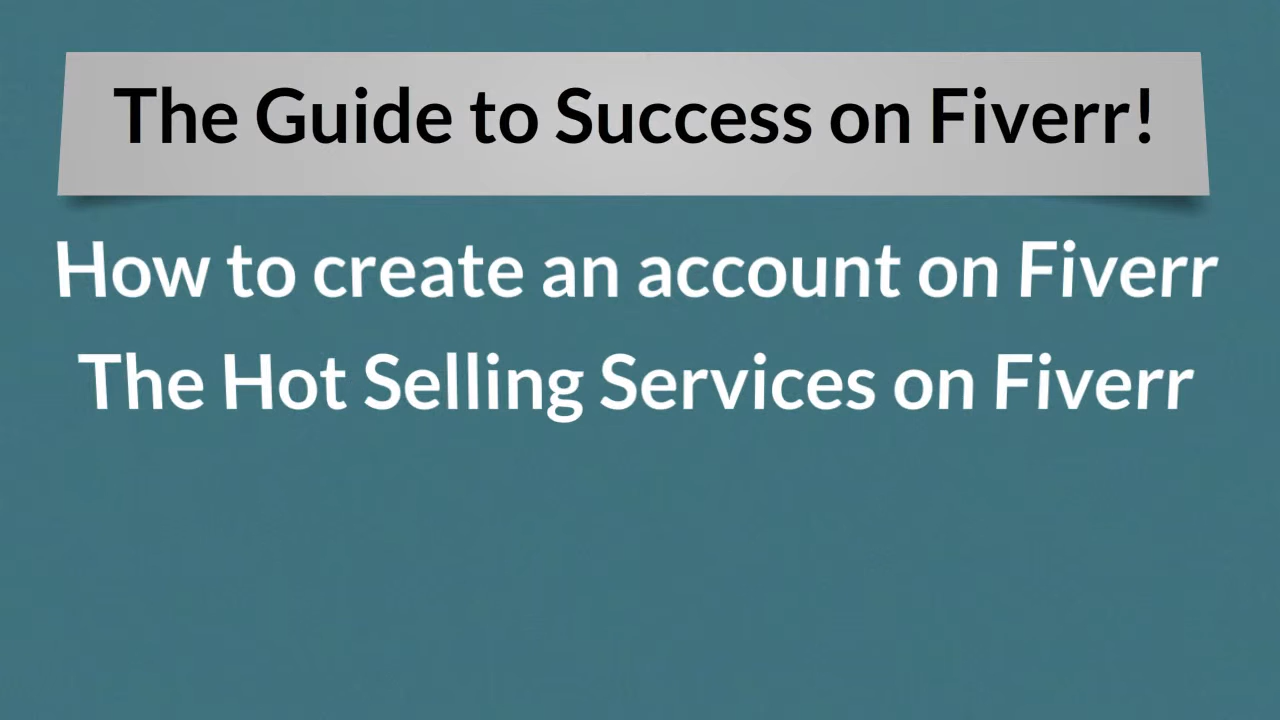 The Guide to Success on Fiverr!
How to create an account on Fiverr
The Hot Selling Services on Fiverr